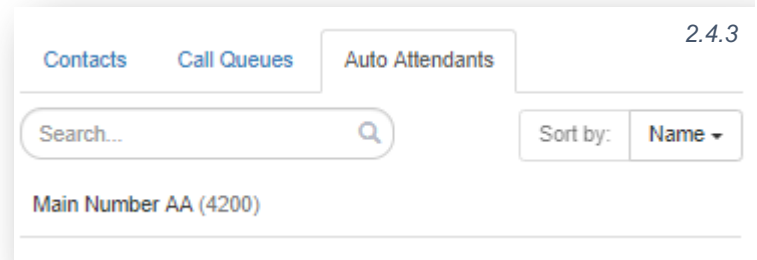 2.4.3
Contacts Call Queues Auto Attendants
Search... Sort by: Name
Main Number AA (4200)